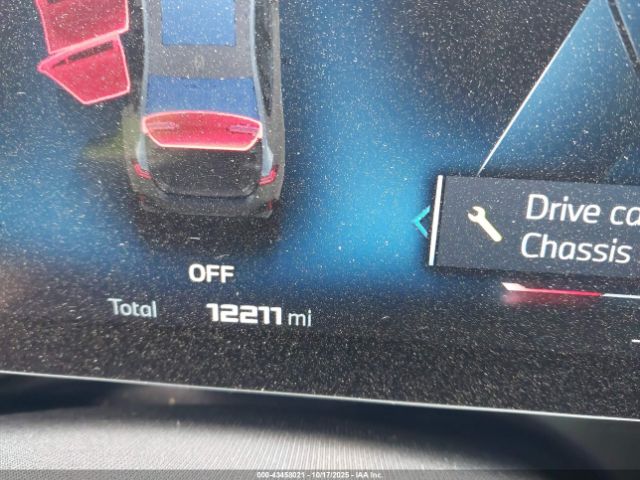 Drive ca
Chassis
OFF
Total 12211 mi
000-43458021 - 10/17/2025 - IAA Inc.